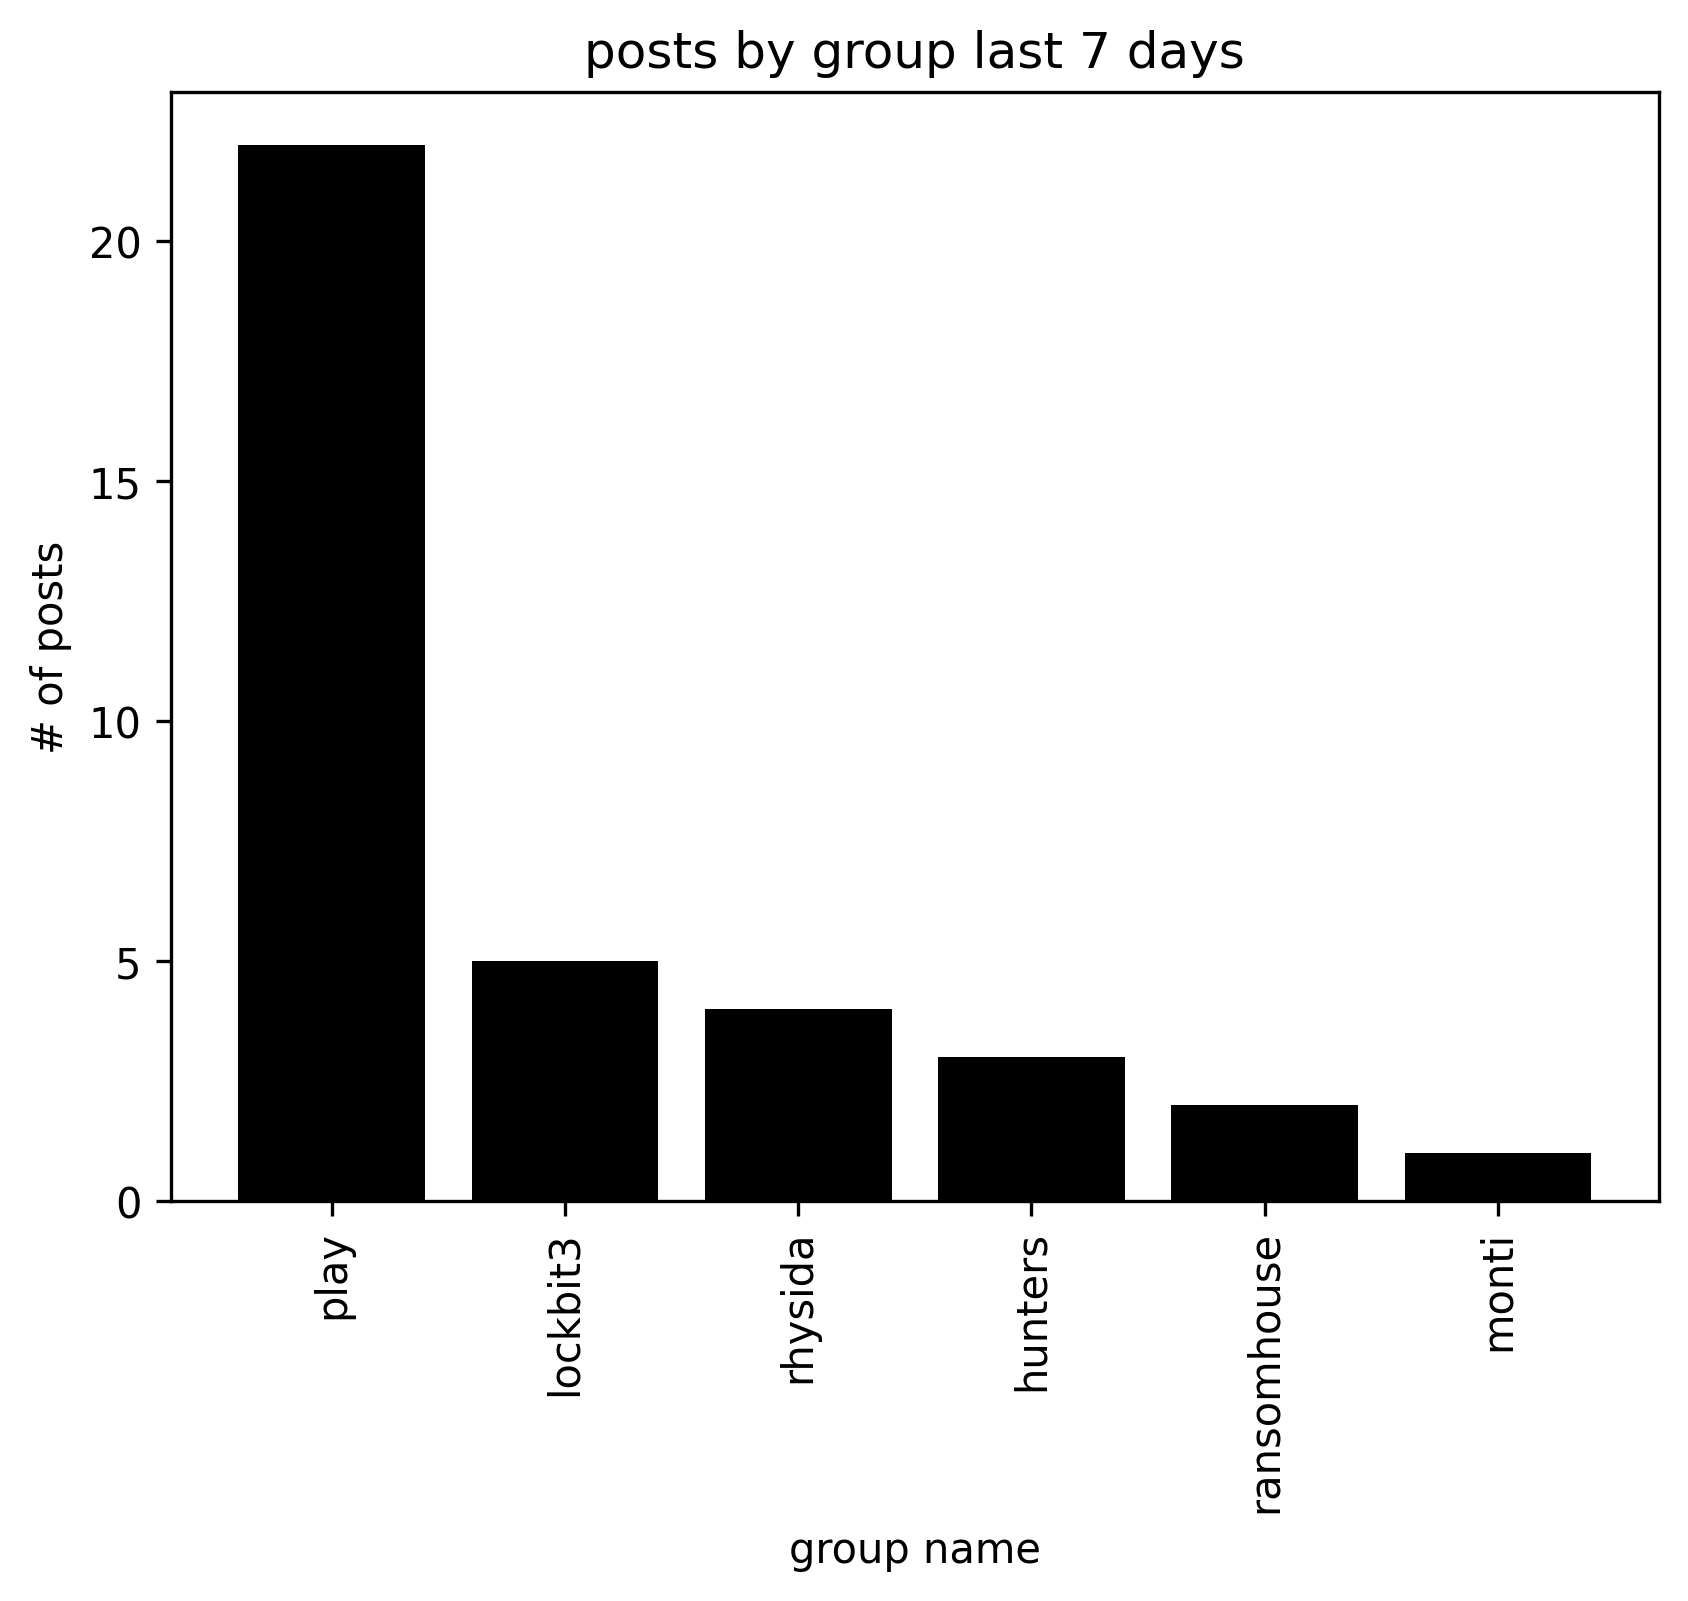 posts by group last 7 days
# of posts
20
15
10
5
0
play
lockbit3
rhysida
hunters
ransomhouse
monti
group name